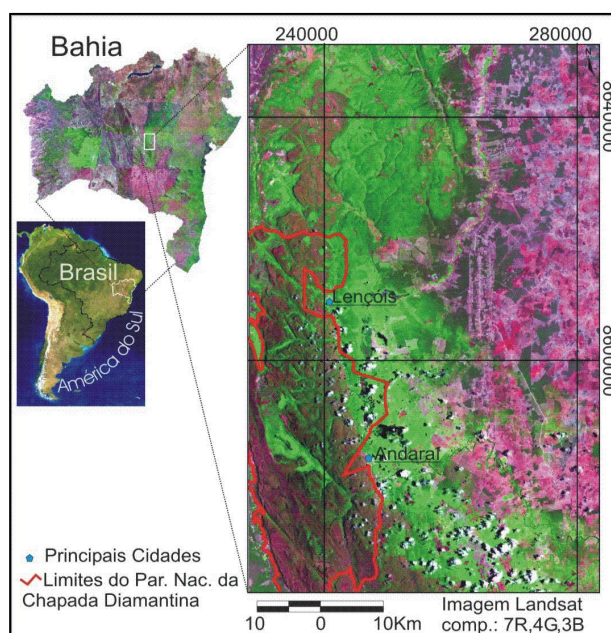 240000
280000
Bahia
N
8640000
Brasil
América do Sul
Lençois
8600000
Andaraí
Principais Cidades
Limites do Par. Nac. da
Chapada Diamantina
10 0 10Km
Imagem Landsat
comp.: 7R,4G,3B